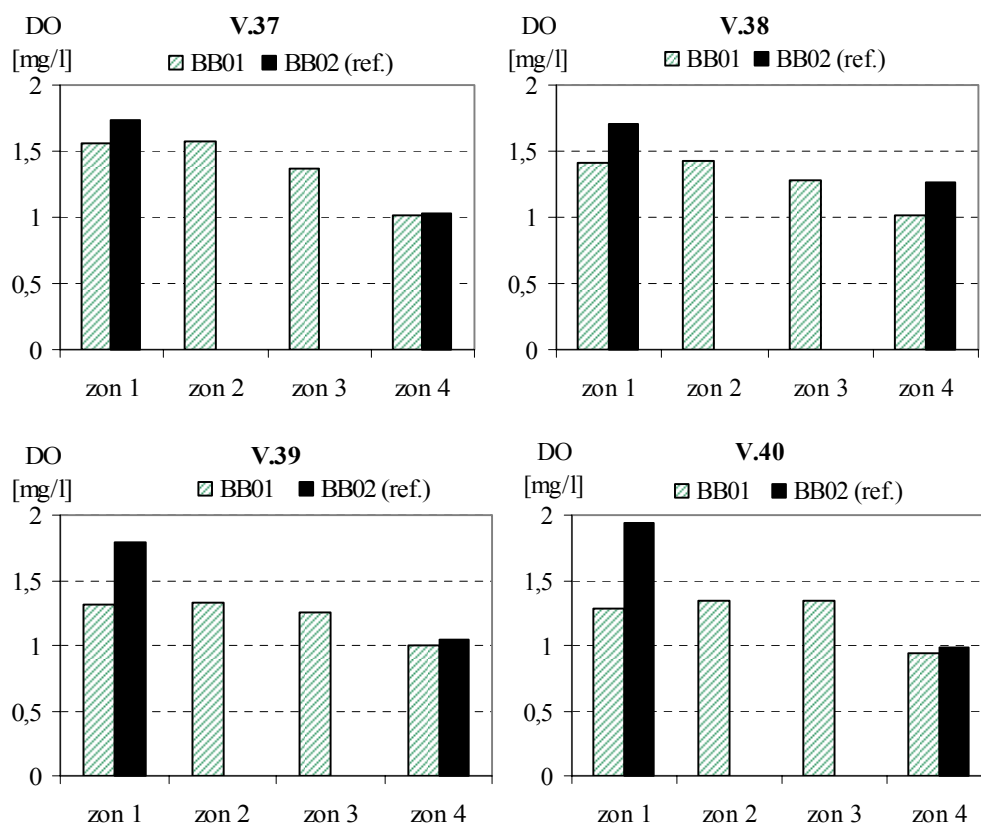 DO V.37
[mg/l] BB01 BB02 (ref.)
2
1,5
1
0,5
0
zon 1 zon 2 zon 3 zon 4
DO V.38
[mg/l] BB01 BB02 (ref.)
2
1,5
1
0,5
0
zon 1 zon 2 zon 3 zon 4
DO V.39
[mg/l] BB01 BB02 (ref.)
2
1,5
1
0,5
0
zon 1 zon 2 zon 3 zon 4
DO V.40
[mg/l] BB01 BB02 (ref.)
2
1,5
1
0,5
0
zon 1 zon 2 zon 3 zon 4